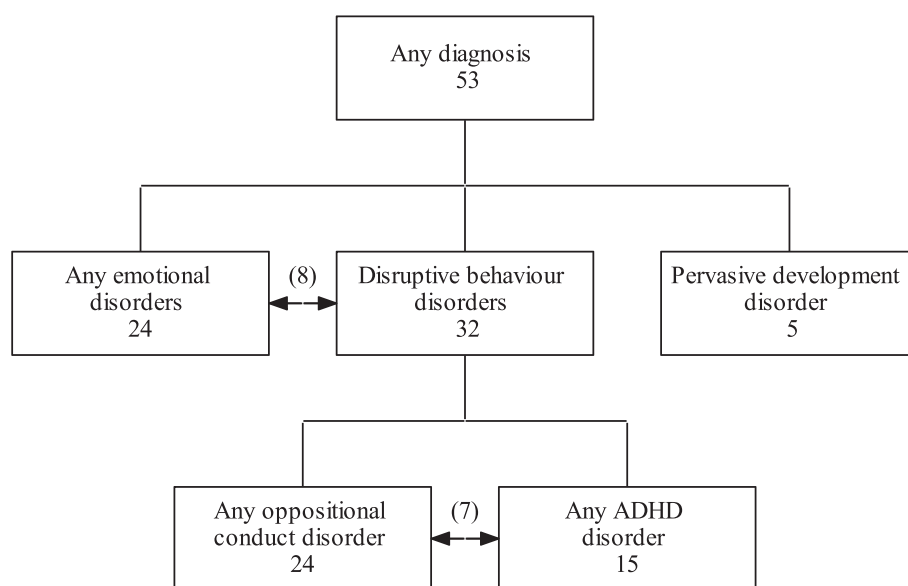 Any diagnosis
53
Any emotional
disorders
24
(8)
Disruptive behaviour
disorders
32
Pervasive development
disorder
5
Any oppositional
conduct disorder
24
(7)
Any ADHD
disorder
15